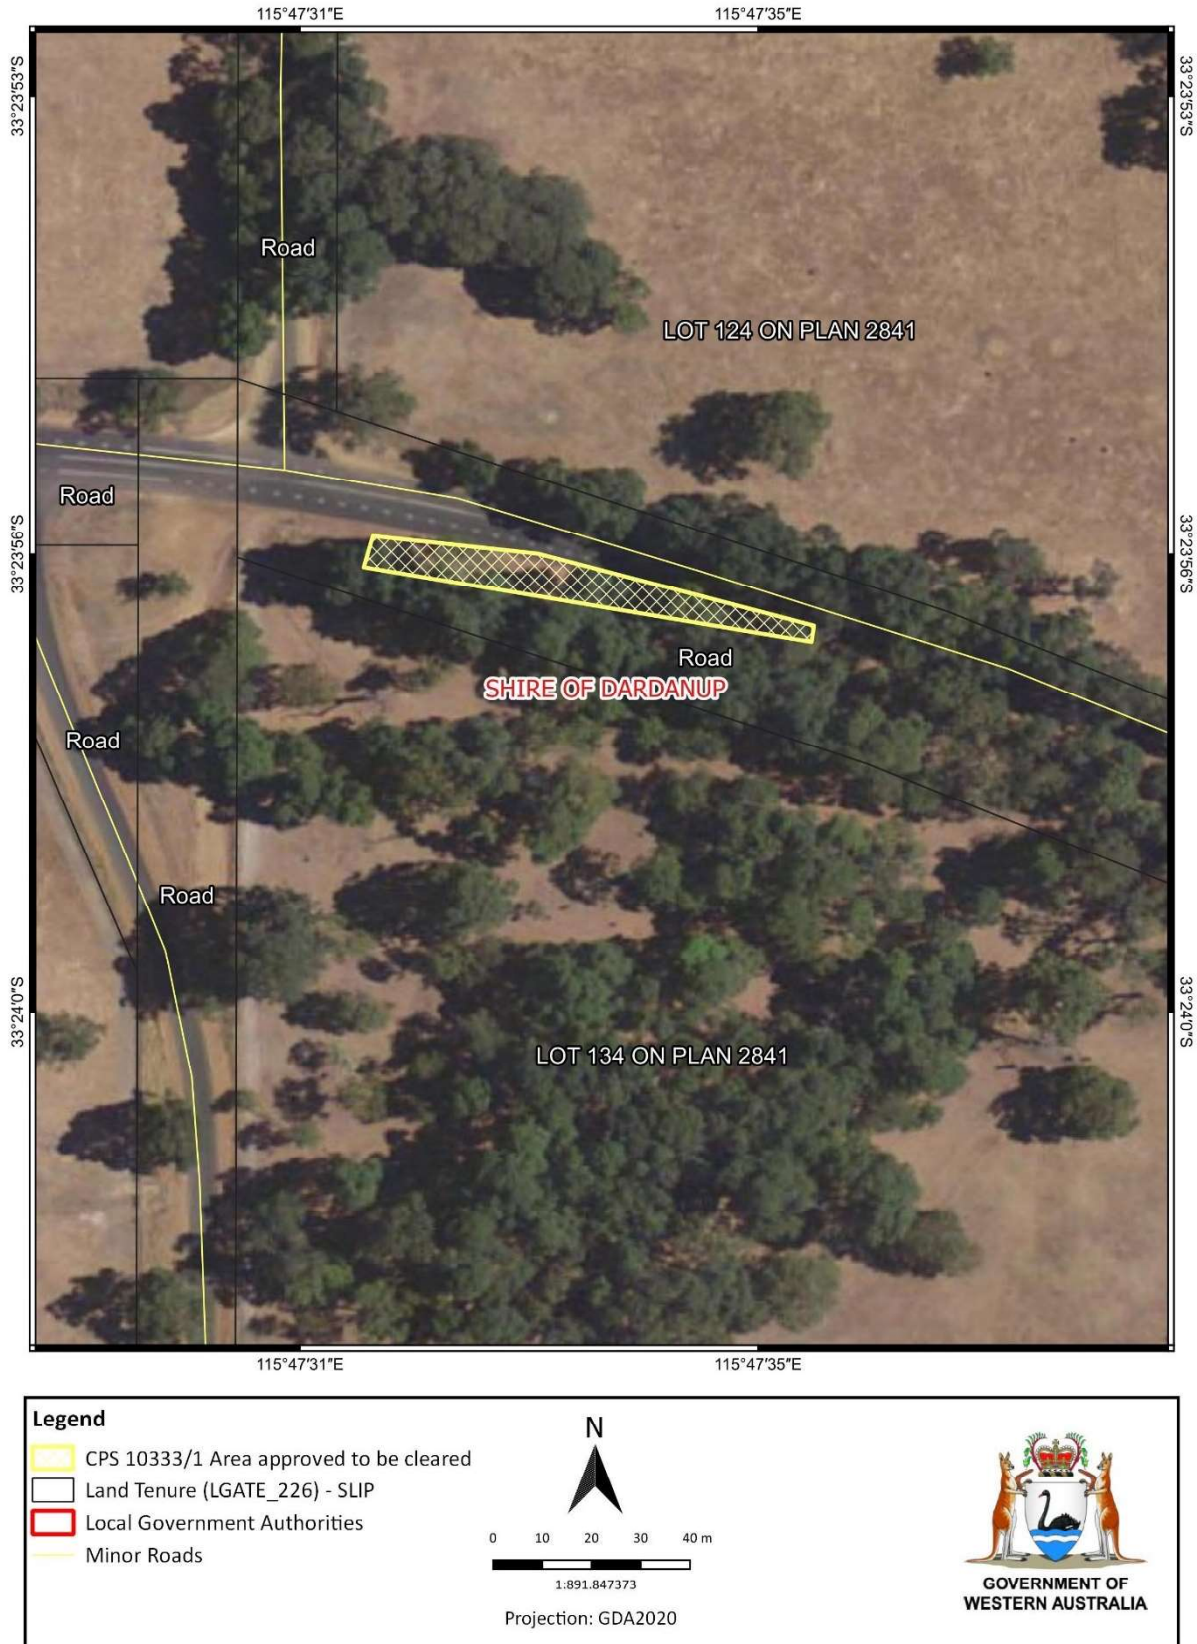 115°47'31"E
115°47'35"E
33°23'53"S
33°23'53"S
Road
LOT 124 ON PLAN 2841
Road
33°23'56"S
33°23'56"S
Road
SHIRE OF DARDANUP
Road
Road
33°24'0"S
33°24'0"S
LOT 134 ON PLAN 2841
115°47'31"E
115°47'35"E
Legend
CPS 10333/1 Area approved to be cleared
Land Tenure (LGATE_226) - SLIP
Local Government Authorities
Minor Roads
N
0 10 20 30 40 m
1:891.847373
Projection: GDA2020
GOVERNMENT OF
WESTERN AUSTRALIA